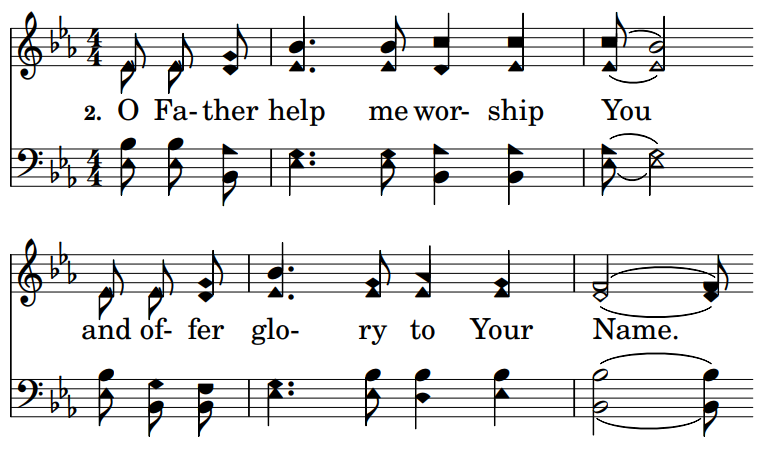 2. O Fa- ther help me wor- ship You
and of- fer glo- ry to Your Name.